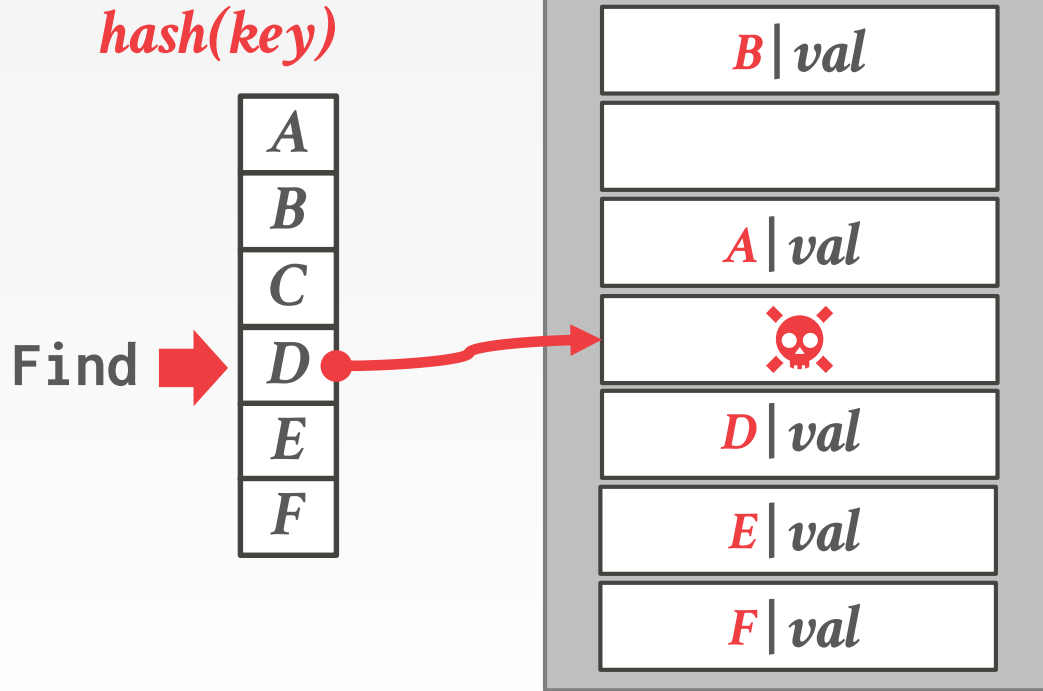 hash(key)
A
B
C
Find
D
E
F
B|val
A|val
D|val
E|val
F|val